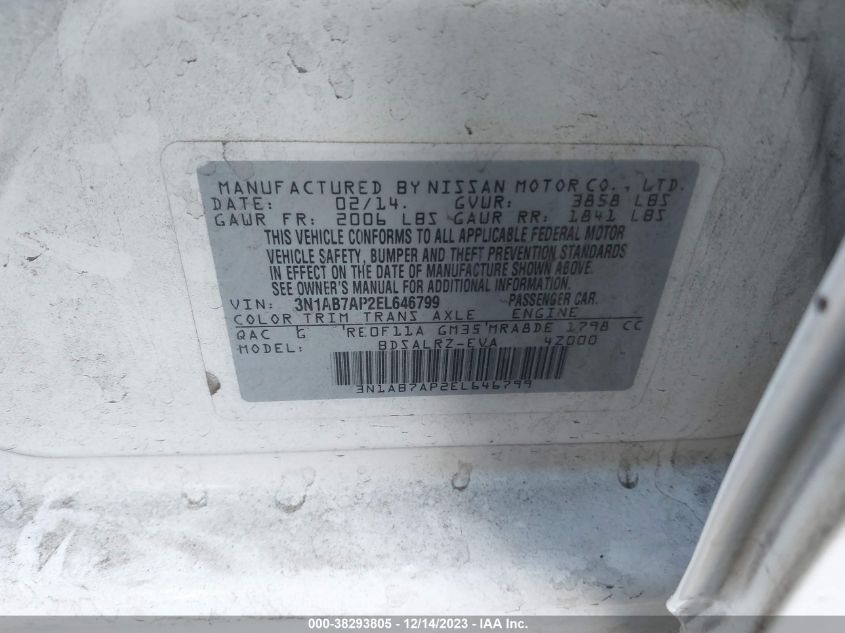 MANUFACTURED BY NISSAN MOTOR CO., LTD.
DATE: 02/14. GVWR: 3858 LBS
GAWR FR: 2006 LBS GAWR RR: 1841 LBS
THIS VEHICLE CONFORMS TO ALL APPLICABLE FEDERAL MOTOR
VEHICLE SAFETY, BUMPER AND THEFT PREVENTION STANDARDS
IN EFFECT ON THE DATE OF MANUFACTURE SHOWN ABOVE.
SEE OWNER'S MANUAL FOR ADDITIONAL INFORMATION.
VIN: 3N1AB7AP2EL646799 PASSENGER CAR.
COLOR TRIM TRANS AXLE ENGINE
QAC G 'RE0F11A GM35'MRA8DE 1798 CC
MODEL: BDSALRZ-EVA 4Z000
3N1AB7AP2EL646799
000-38293805 - 12/14/2023 - IAAI, Inc.